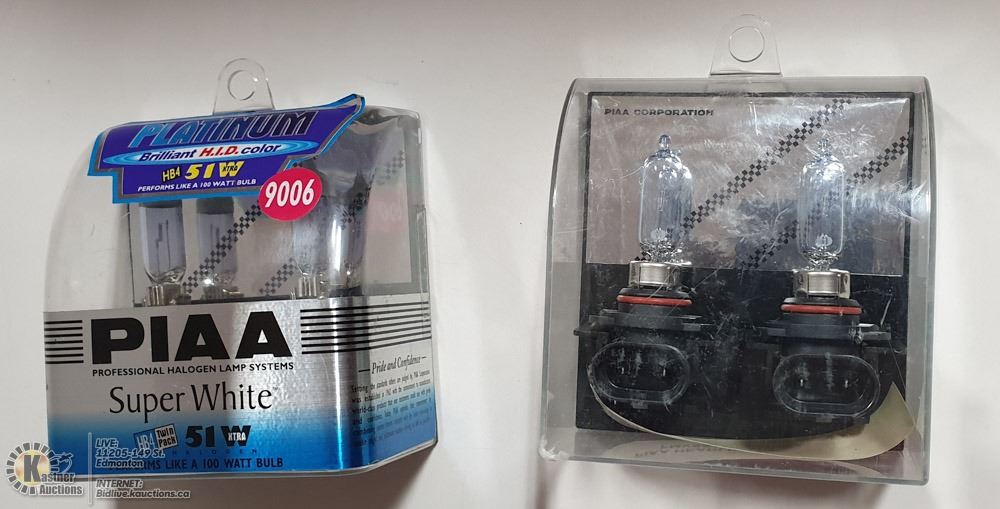 PLATINUM
Brilliant H.I.D. color
HB4 51W XTRA
PERFORMS LIKE A 100 WATT BULB
9006
PIAA
PROFESSIONAL HALOGEN LAMP SYSTEMS
Super White
HB4 Twin Pack 51W XTRA
HALOGEN
PERFORMS LIKE A 100 WATT BULB
Pride and Confidence
PIAA CORPORATION
Kastner Auctions
LIVE:
11205-149 St.
Edmonton
INTERNET:
Bidlive.kauctions.ca